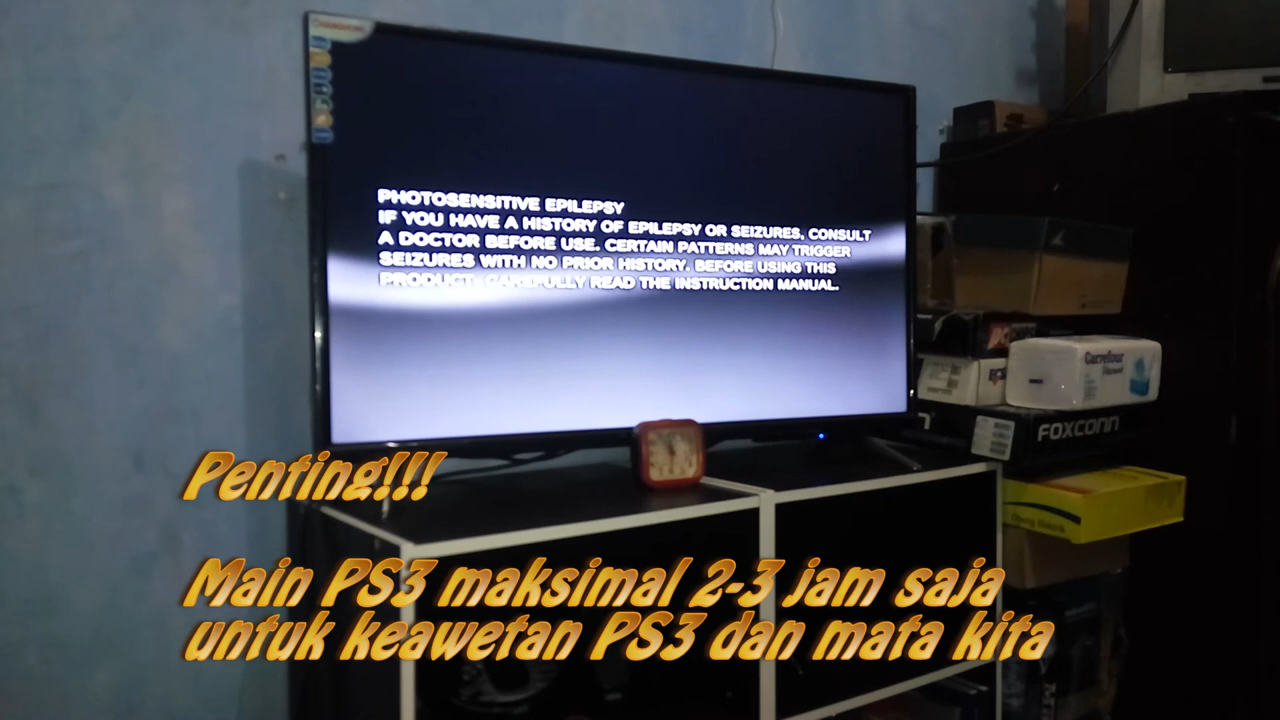 PHOTOSENSITIVE EPILEPSY
IF YOU HAVE A HISTORY OF EPILEPSY OR SEIZURES, CONSULT
A DOCTOR BEFORE USE. CERTAIN PATTERNS MAY TRIGGER
SEIZURES WITH NO PRIOR HISTORY. BEFORE USING THIS
PRODUCT, CAREFULLY READ THE INSTRUCTION MANUAL.
Carrefour
Discount
ECS
FOXCONN
Penting!!!
Main PS3 maksimal 2-3 jam saja
untuk keawetan PS3 dan mata kita